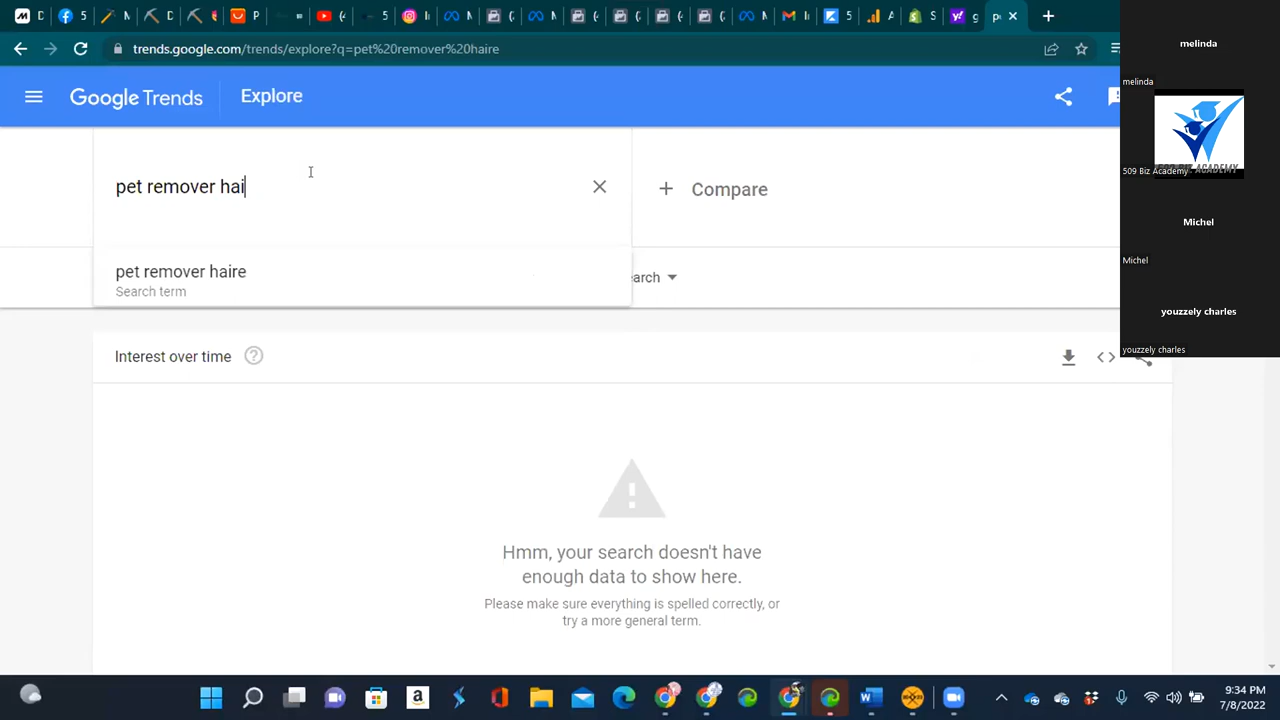 trends.google.com/trends/explore?q=pet%20remover%20haire
Google Trends
Explore
pet remover hai
Compare
pet remover haire
Search term
earch
Interest over time
Hmm, your search doesn't have
enough data to show here.
Please make sure everything is spelled correctly, or
try a more general term.
melinda
melinda
509 BIZ ACADEMY
509 Biz Academy
Michel
Michel
youzzely charles
youzzely charles
9:34 PM
7/8/2022